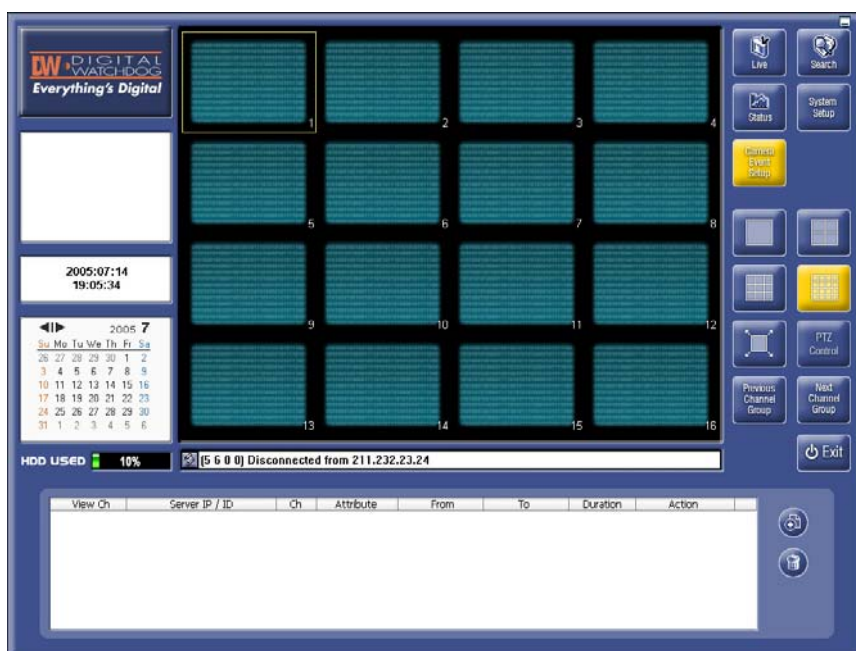 DW DIGITAL
WATCHDOG
Everything's Digital
2005:07:14
19:05:34
2005 7
Su Mo Tu We Th Fr Sa
26 27 28 29 30 1 2
3 4 5 6 7 8 9
10 11 12 13 14 15 16
17 18 19 20 21 22 23
24 25 26 27 28 29 30
31 1 2 3 4 5 6
HDD USED 10%
1 2 3 4
5 6 7 8
9 10 11 12
13 14 15 16
(5 6 0 0) Disconnected from 211.232.23.24
Live
Search
Status
System Setup
Camera Event Setup
PTZ Control
Previous Channel Group
Next Channel Group
Exit
View Ch Server IP / ID Ch Attribute From To Duration Action